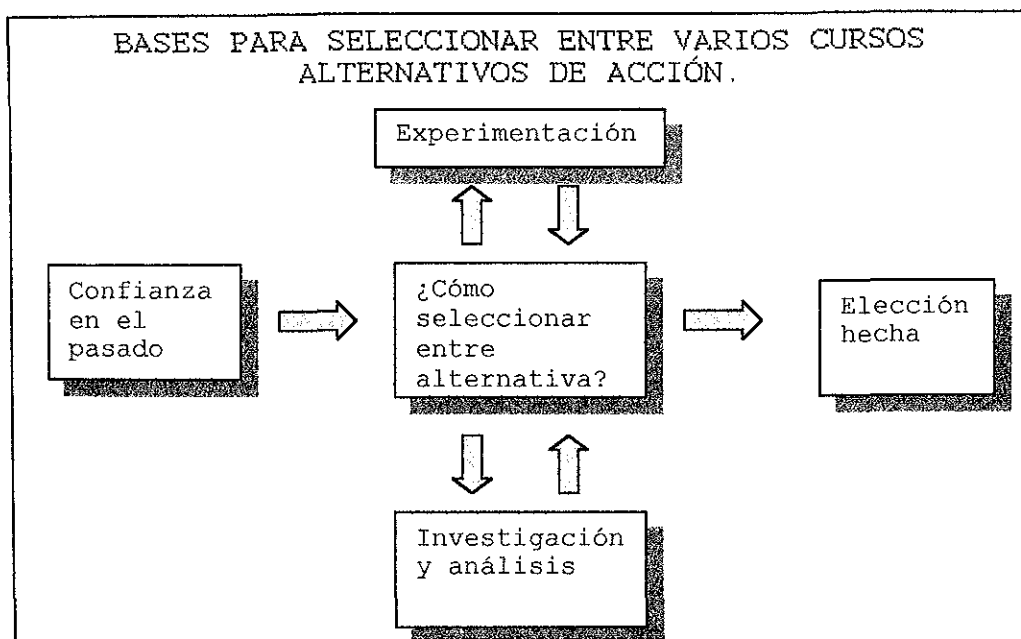 BASES PARA SELECCIONAR ENTRE VARIOS CURSOS
ALTERNATIVOS DE ACCIÓN.
Experimentación
Confianza
en el
pasado
¿Cómo
seleccionar
entre
alternativa?
Elección
hecha
Investigación
y análisis